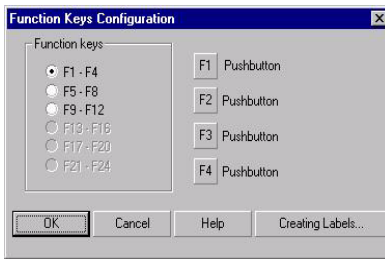 Function Keys Configuration
Function keys
F1 - F4
F5 - F8
F9 - F12
F13 - F16
F17 - F20
F21 - F24
F1 Pushbutton
F2 Pushbutton
F3 Pushbutton
F4 Pushbutton
OK Cancel Help Creating Labels...